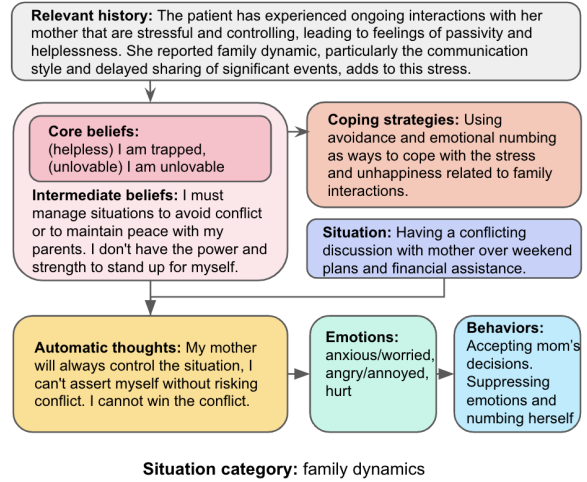 Relevant history: The patient has experienced ongoing interactions with her
mother that are stressful and controlling, leading to feelings of passivity and
helplessness. She reported family dynamic, particularly the communication
style and delayed sharing of significant events, adds to this stress.
Core beliefs:
(helpless) I am trapped,
(unlovable) I am unlovable
Intermediate beliefs: I must
manage situations to avoid conflict
or to maintain peace with my
parents. I don't have the power and
strength to stand up for myself.
Coping strategies: Using
avoidance and emotional numbing
as ways to cope with the stress
and unhappiness related to family
interactions.
Situation: Having a conflicting
discussion with mother over weekend
plans and financial assistance.
Automatic thoughts: My mother
will always control the situation, I
can't assert myself without risking
conflict. I cannot win the conflict.
Emotions:
anxious/worried,
angry/annoyed,
hurt
Behaviors:
Accepting mom's
decisions.
Suppressing
emotions and
numbing herself
Situation category: family dynamics